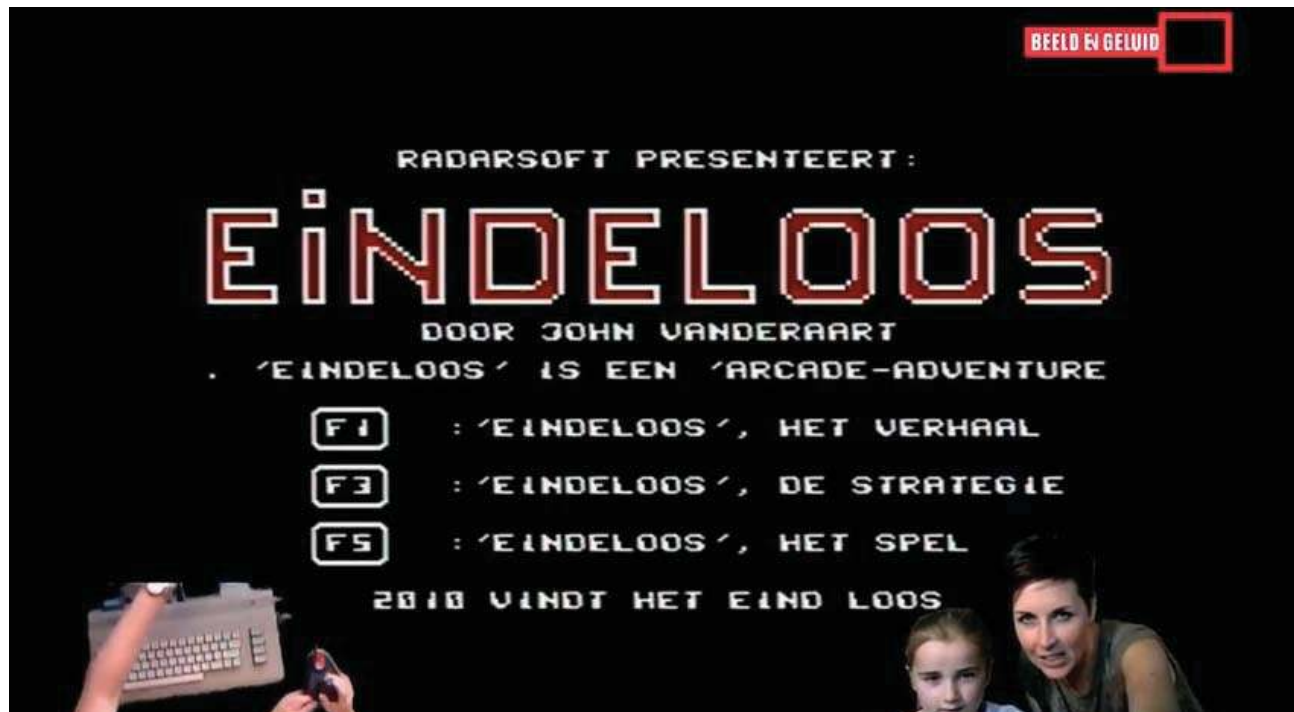 BEELD EN GELUID
RADARSOFT PRESENTEERT:
EiNDELOOS
DOOR JOHN VANDERAART
. 'EiNDELOOS' iS EEN 'ARCADE-ADVENTURE
F1 :'EiNDELOOS', HET VERHAAL
F3 :'EiNDELOOS', DE STRATEGiE
F5 :'EiNDELOOS', HET SPEL
2010 ViNDT HET EiND LOOS